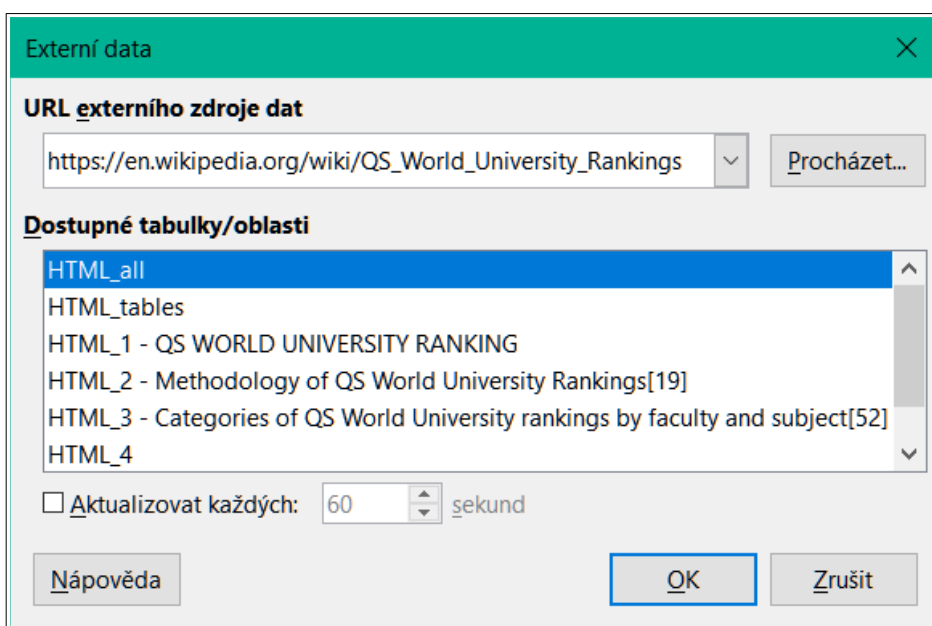 Externí data
URL externího zdroje dat
https://en.wikipedia.org/wiki/QS_World_University_Rankings
Procházet...
Dostupné tabulky/oblasti
HTML_all
HTML_tables
HTML_1 - QS WORLD UNIVERSITY RANKING
HTML_2 - Methodology of QS World University Rankings[19]
HTML_3 - Categories of QS World University rankings by faculty and subject[52]
HTML_4
Aktualizovat každých: 60 sekund
Nápověda OK Zrušit